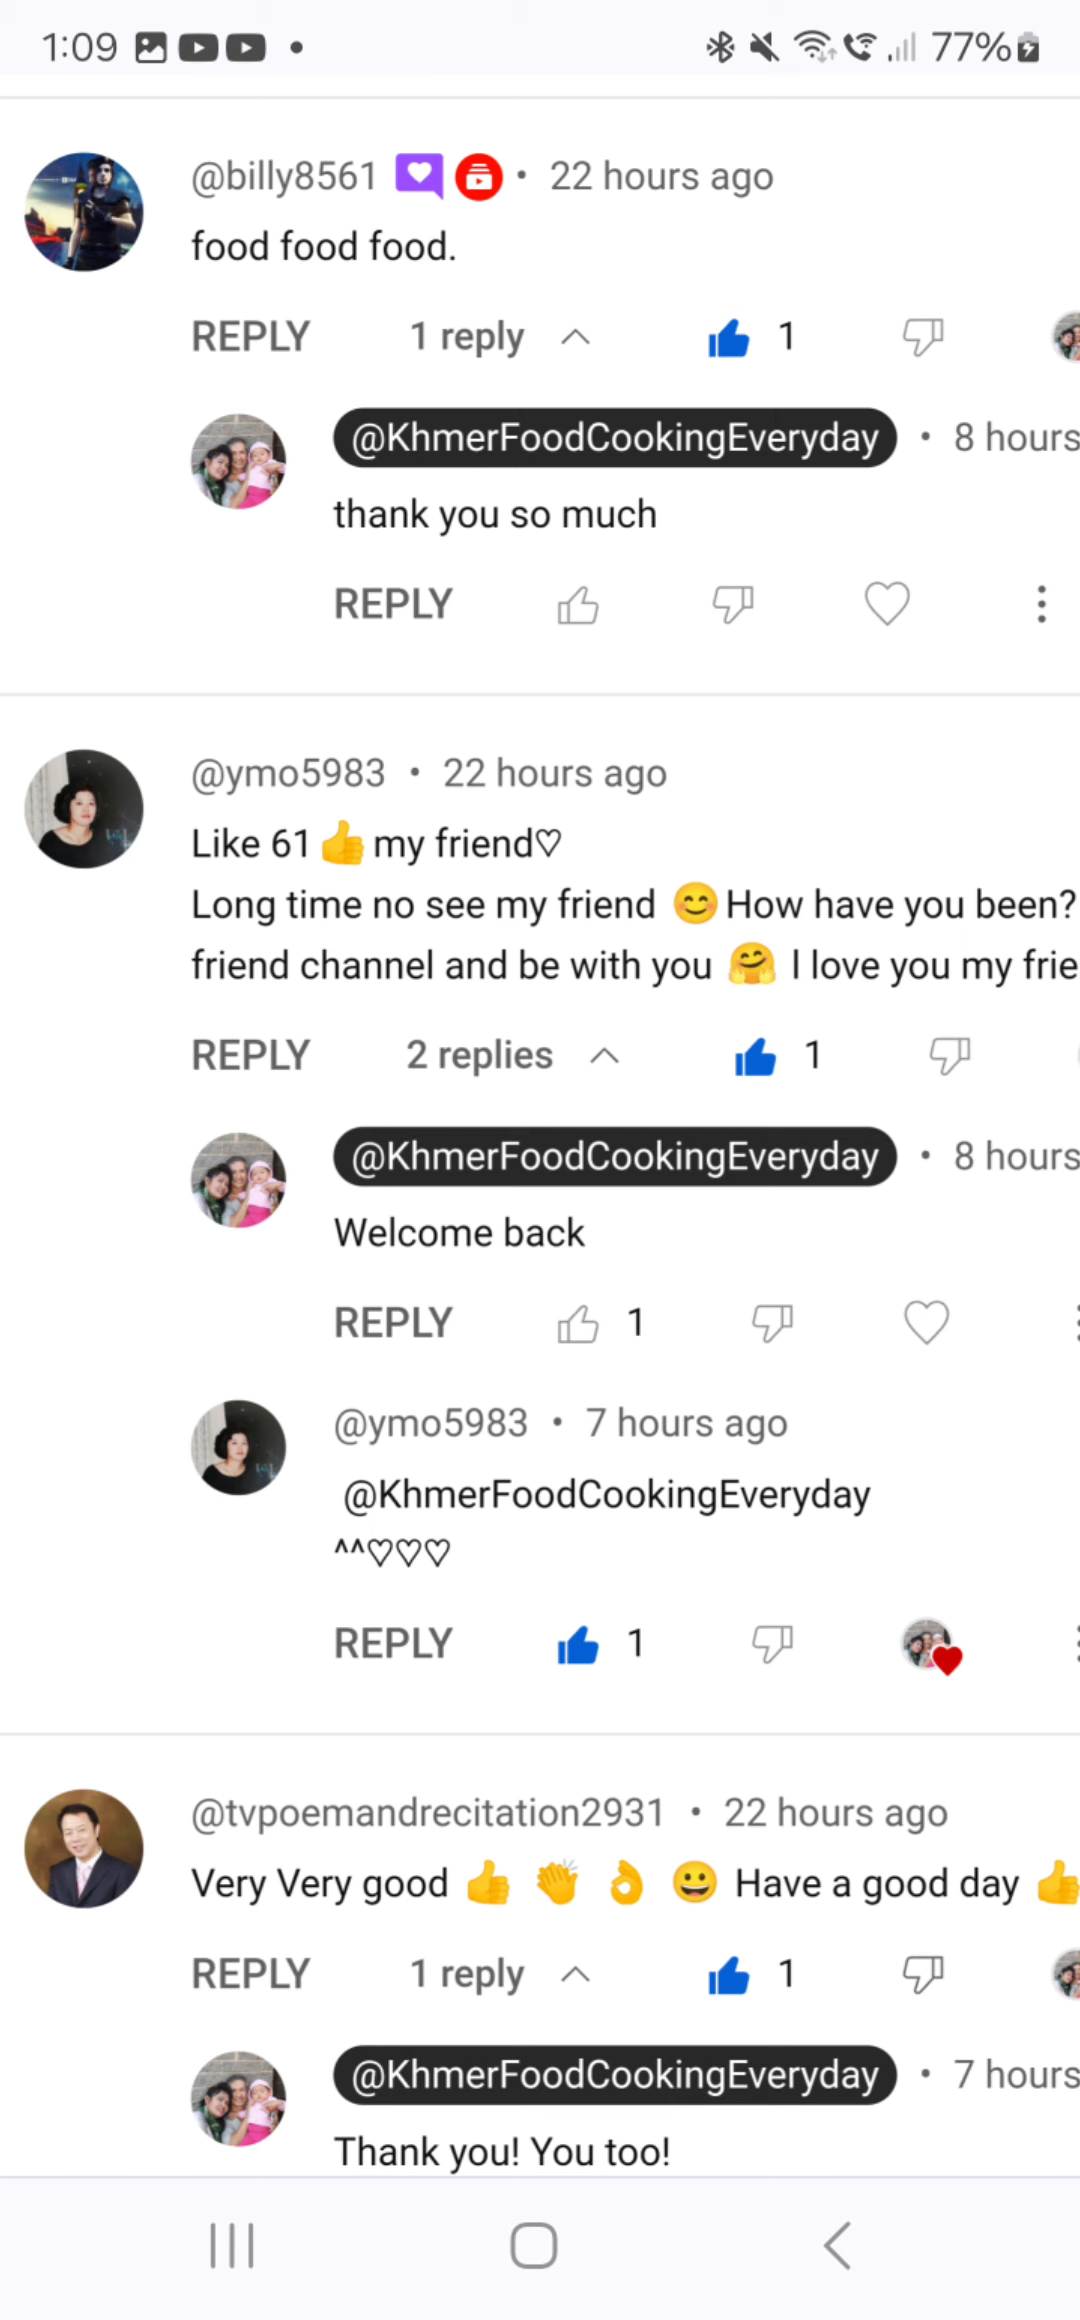 1:09 77%
@billy8561 • 22 hours ago
food food food.
REPLY 1 reply 1
@KhmerFoodCookingEveryday • 8 hours
thank you so much
REPLY
@ymo5983 • 22 hours ago
Like 61 👍 my friend♡
Long time no see my friend 😊 How have you been?
friend channel and be with you 🤗 I love you my frie
REPLY 2 replies 1
@KhmerFoodCookingEveryday • 8 hours
Welcome back
REPLY 1
@ymo5983 • 7 hours ago
@KhmerFoodCookingEveryday
^^♡♡♡
REPLY 1
@tvpoemandrecitation2931 • 22 hours ago
Very Very good 👍 👏 👌 😀 Have a good day 👍
REPLY 1 reply 1
@KhmerFoodCookingEveryday • 7 hours
Thank you! You too!